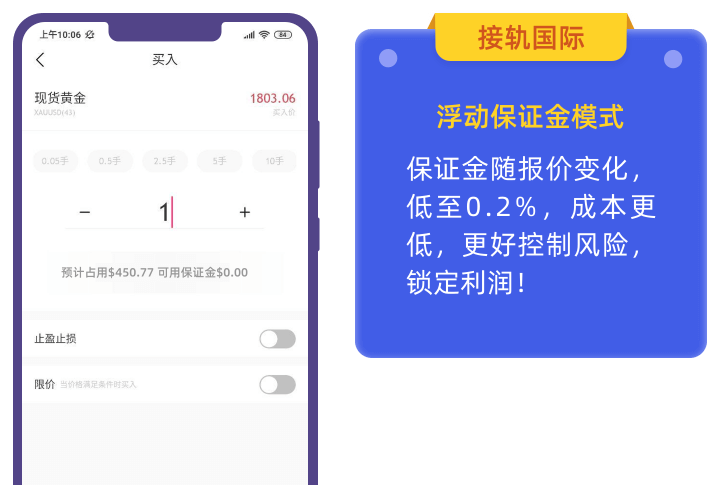 上午10:06
84
买入
现货黄金
1803.06
XAUUSD(43)
买入价
0.05手
0.5手
2.5手
5手
10手
− 1 +
预计占用$450.77 可用保证金$0.00
止盈止损
限价 当价格满足条件时买入
接轨国际
浮动保证金模式
保证金随报价变化，
低至0.2%，成本更
低，更好控制风险，
锁定利润！